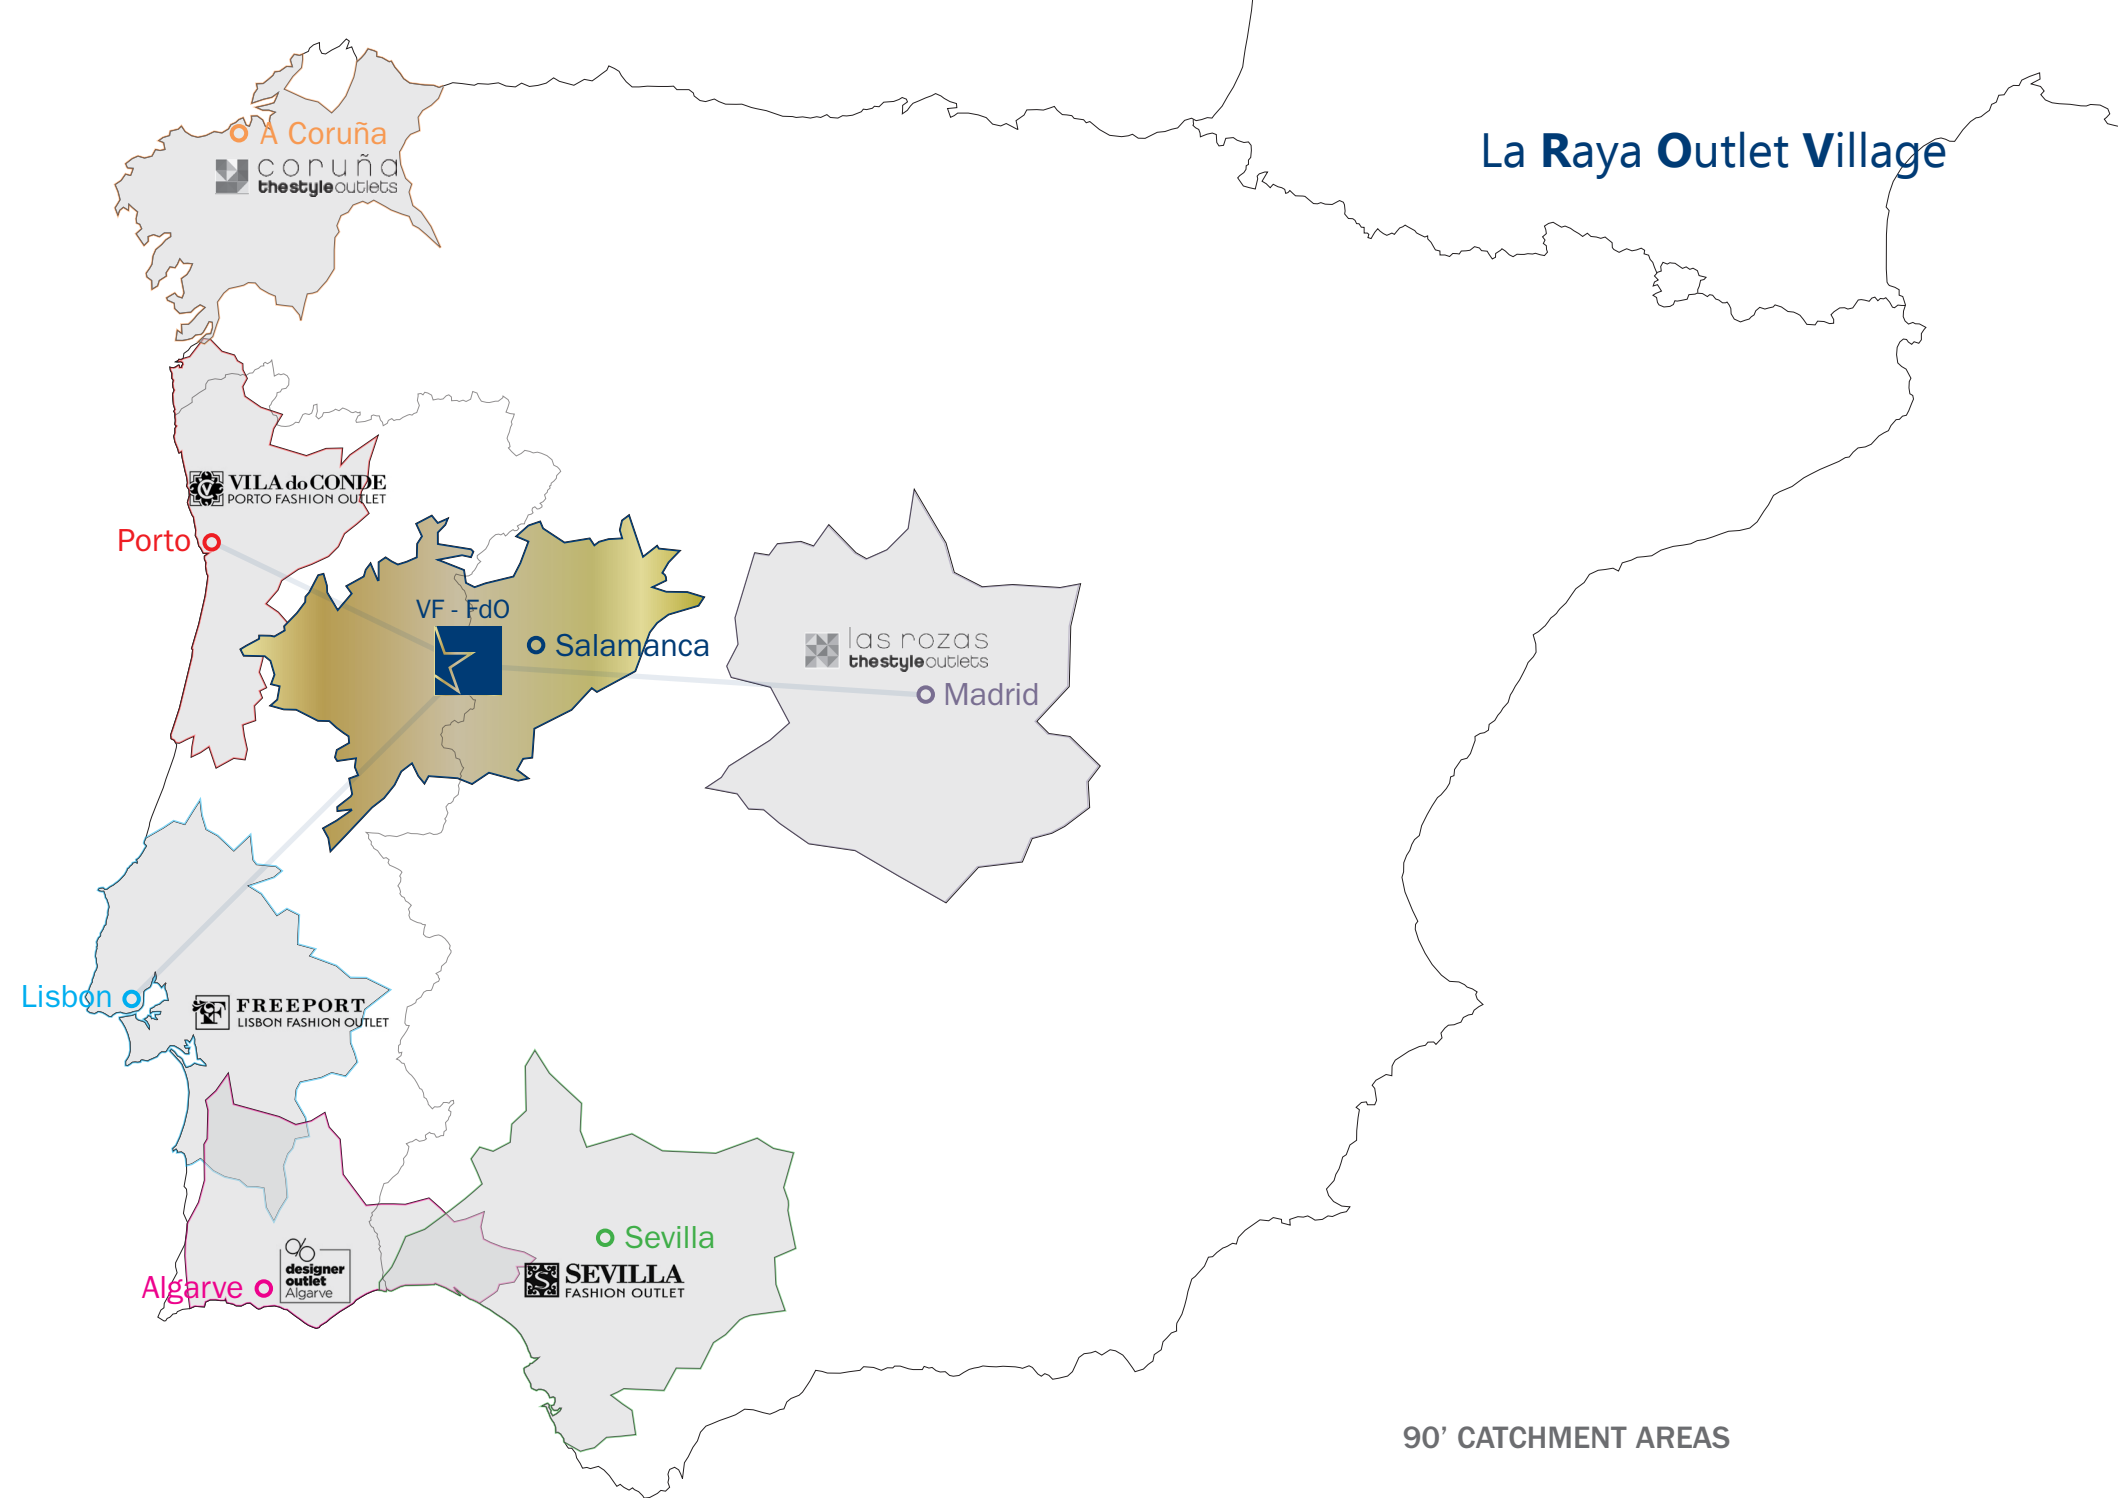 La Raya Outlet Village
A Coruña
coruña
thestyleoutlets
VILA do CONDE
PORTO FASHION OUTLET
Porto
VF - FdO
Salamanca
las rozas
thestyleoutlets
Madrid
Lisbon
FREEPORT
LISBON FASHION OUTLET
Sevilla
SEVILLA
FASHION OUTLET
Algarve
designer
outlet
Algarve
90’ CATCHMENT AREAS